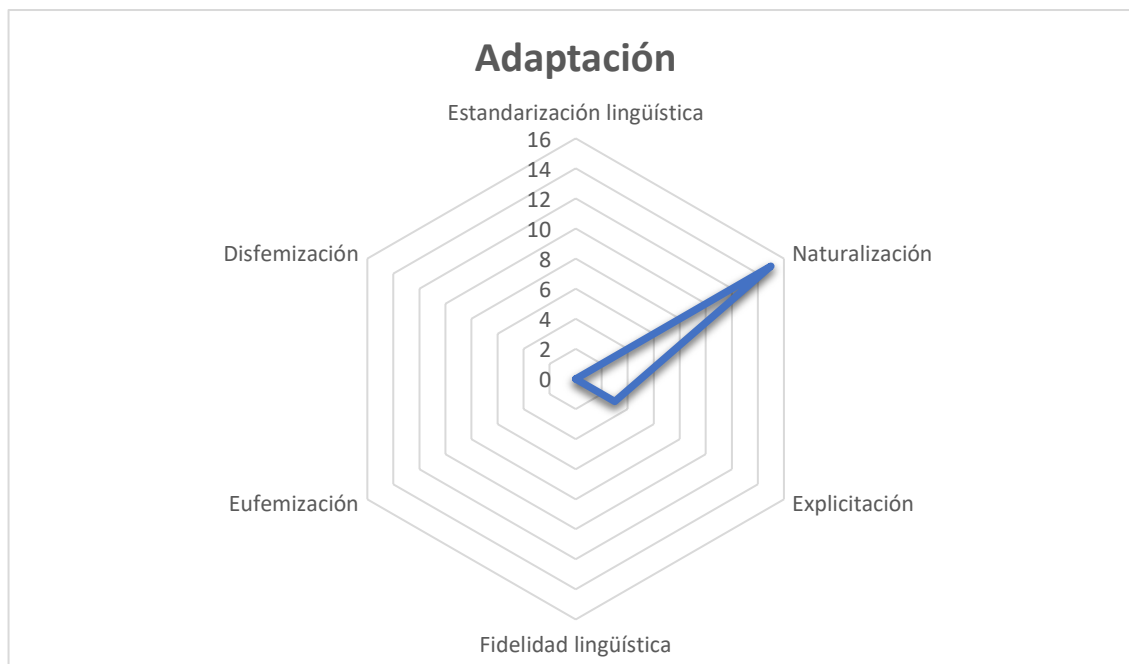 Adaptación
Estandarización lingüística
16
14
12
10
8
6
4
2
0
Naturalización
Explicitación
Fidelidad lingüística
Eufemización
Disfemización